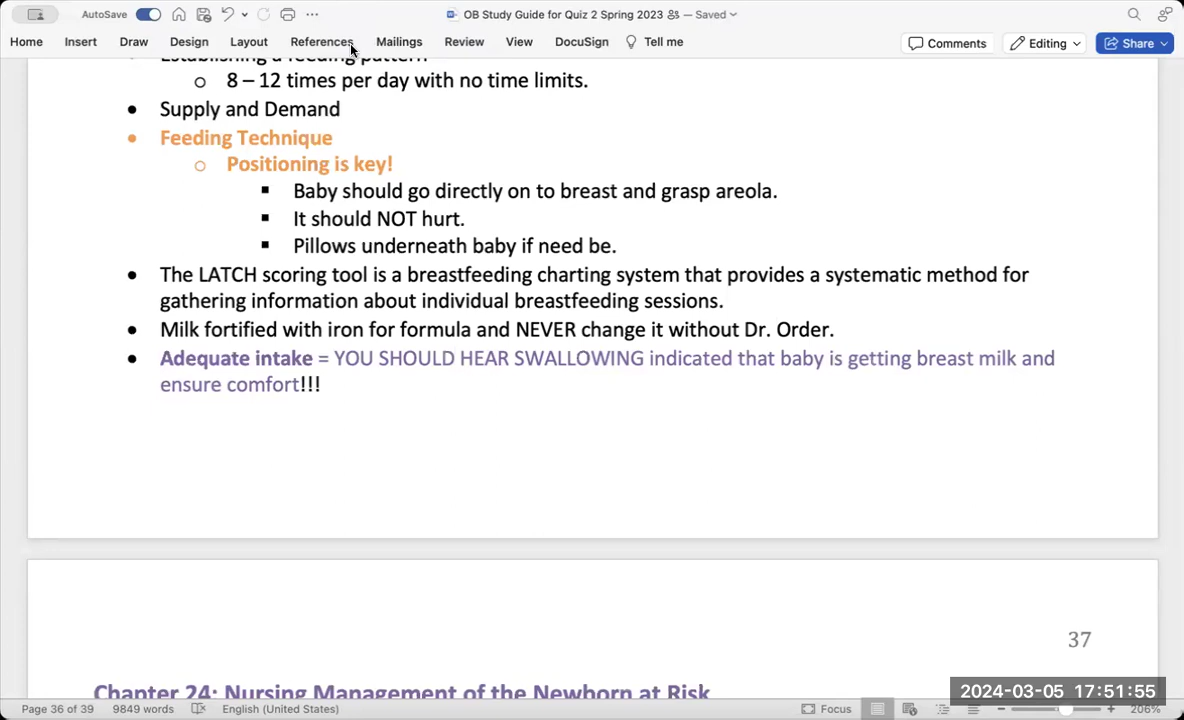 AutoSave
OB Study Guide for Quiz 2 Spring 2023 — Saved
Home Insert Draw Design Layout References Mailings Review View DocuSign Tell me Comments Editing Share
Establishing a feeding pattern
o 8 – 12 times per day with no time limits.
• Supply and Demand
• Feeding Technique
o Positioning is key!
▪ Baby should go directly on to breast and grasp areola.
▪ It should NOT hurt.
▪ Pillows underneath baby if need be.
• The LATCH scoring tool is a breastfeeding charting system that provides a systematic method for
gathering information about individual breastfeeding sessions.
• Milk fortified with iron for formula and NEVER change it without Dr. Order.
• Adequate intake = YOU SHOULD HEAR SWALLOWING indicated that baby is getting breast milk and
ensure comfort!!!
37
Chapter 24: Nursing Management of the Newborn at Risk
2024-03-05 17:51:55
Page 36 of 39 9849 words English (United States) Focus 206%